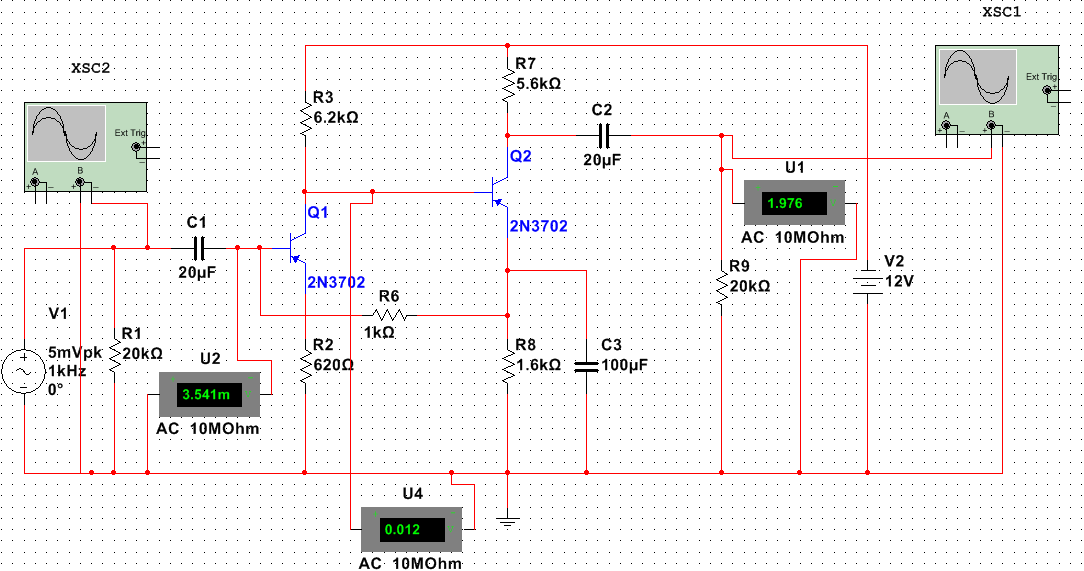 XSC1
XSC2
Ext Trig
A
B
R3
6.2kΩ
R7
5.6kΩ
C2
20µF
Ext Trig
A
B
Q2
2N3702
U1
1.976
AC 10MOhm
Q1
2N3702
C1
20µF
R6
1kΩ
R9
20kΩ
V2
12V
V1
5mVpk
1kHz
0°
R1
20kΩ
U2
3.541m
AC 10MOhm
R2
620Ω
R8
1.6kΩ
C3
100µF
U4
0.012
AC 10MOhm